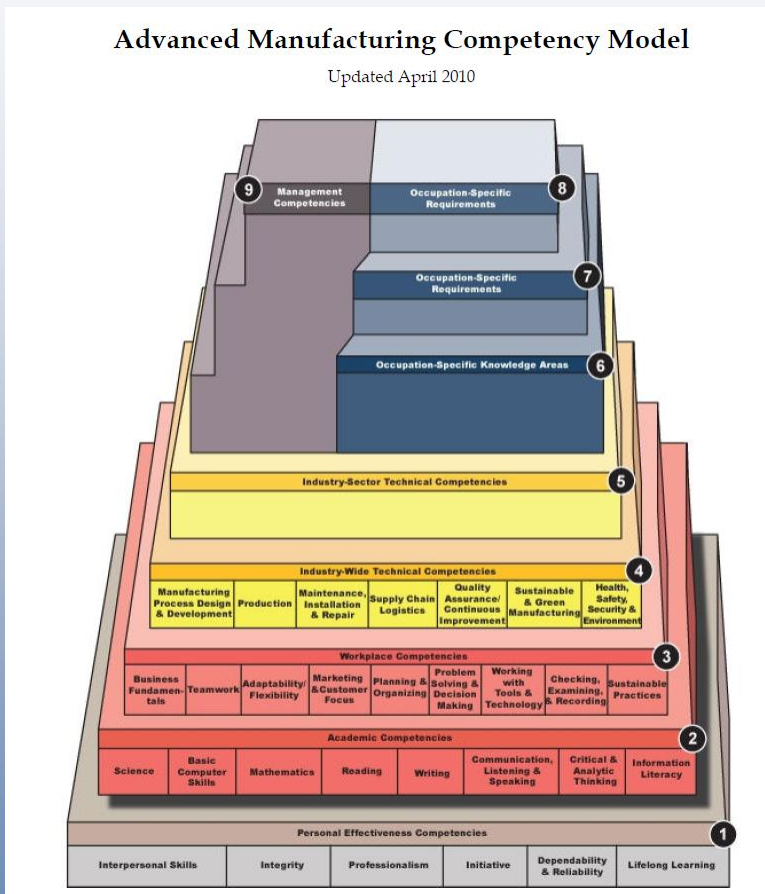 Advanced Manufacturing Competency Model
Updated April 2010
9
Management
Competencies
Occupation-Specific
Requirements
8
Occupation-Specific
Requirements
7
Occupation-Specific Knowledge Areas
6
Industry-Sector Technical Competencies
5
Industry-Wide Technical Competencies
4
Manufacturing
Process Design
& Development
Production
Maintenance,
Installation
& Repair
Supply Chain
Logistics
Quality
Assurance/
Continuous
Improvement
Sustainable
& Green
Manufacturing
Health,
Safety,
Security &
Environment
Workplace Competencies
3
Business
Fundamen-
tals
Teamwork
Adaptability/
Flexibility
Marketing
&Customer
Focus
Planning &
Organizing
Problem
Solving &
Decision
Making
Working
with
Tools &
Technology
Checking,
Examining,
& Recording
Sustainable
Practices
Academic Competencies
2
Science
Basic
Computer
Skills
Mathematics
Reading
Writing
Communication,
Listening &
Speaking
Critical &
Analytic
Thinking
Information
Literacy
Personal Effectiveness Competencies
1
Interpersonal Skills
Integrity
Professionalism
Initiative
Dependability
& Reliability
Lifelong Learning